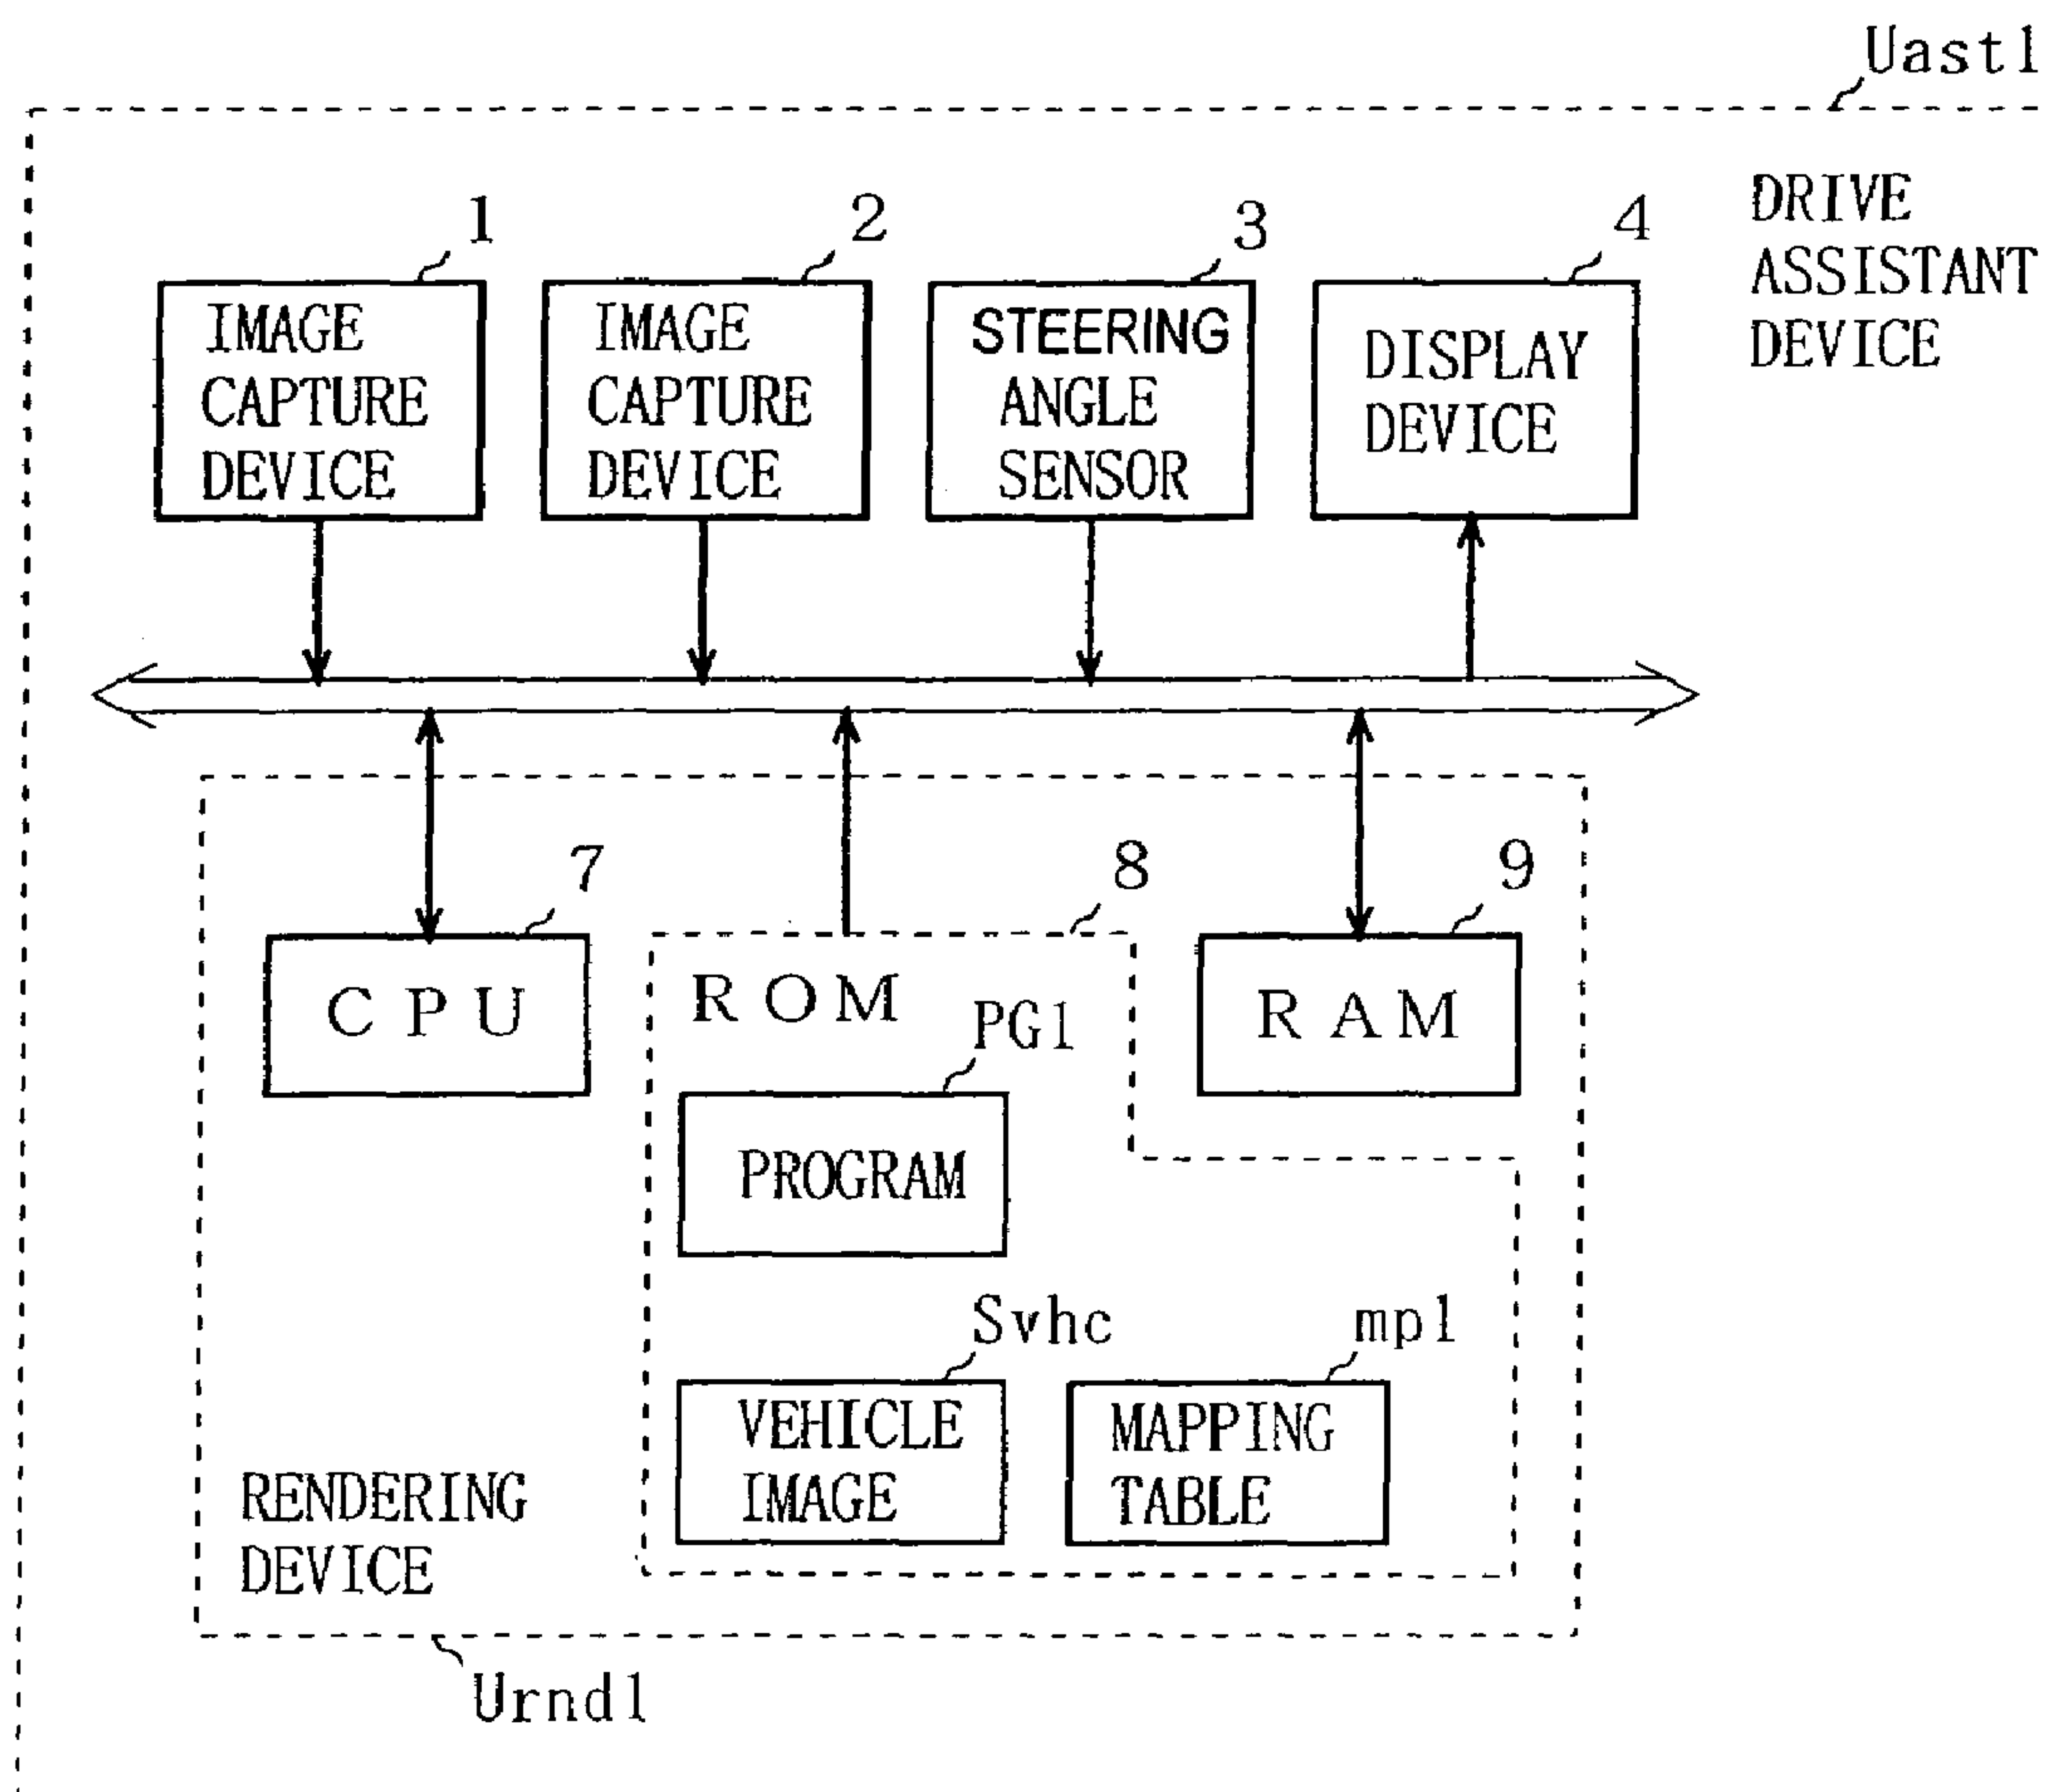 Uast1
DRIVE
ASSISTANT
DEVICE
1
2
3
4
IMAGE
CAPTURE
DEVICE
IMAGE
CAPTURE
DEVICE
STEERING
ANGLE
SENSOR
DISPLAY
DEVICE
7
8
9
CPU
ROM
RAM
PG1
PROGRAM
Svhc
mp1
VEHICLE
IMAGE
MAPPING
TABLE
RENDERING
DEVICE
Urnd1